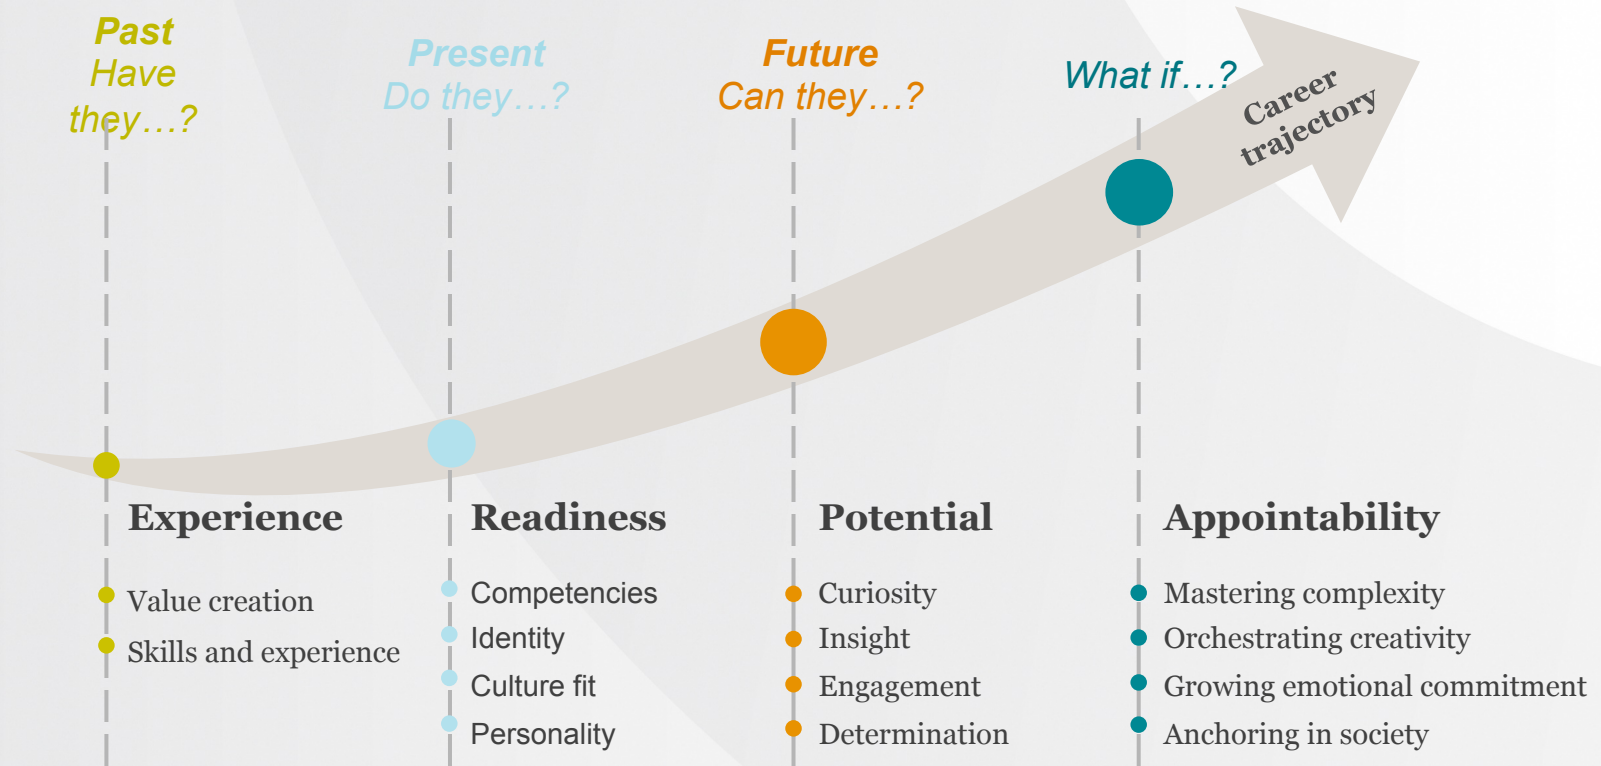 Past
Have
they…?
Present
Do they…?
Future
Can they…?
What if…?
Career
trajectory
Experience
Value creation
Skills and experience
Readiness
Competencies
Identity
Culture fit
Personality
Potential
Curiosity
Insight
Engagement
Determination
Appointability
Mastering complexity
Orchestrating creativity
Growing emotional commitment
Anchoring in society